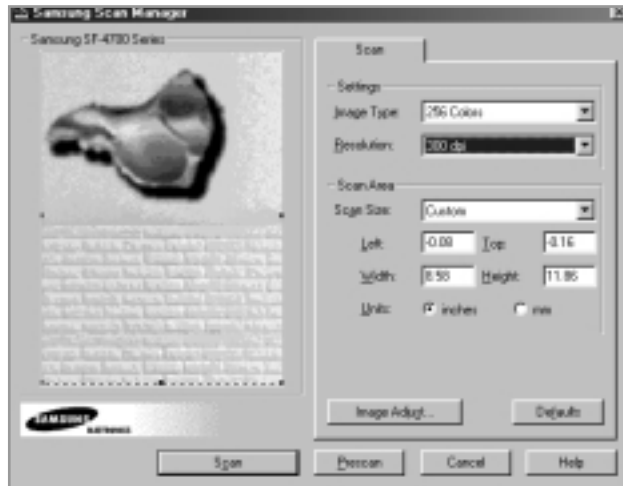 Samsung Scan Manager
Samsung SF-4700 Series
Scan
Settings
Image Type: 256 Colors
Resolution: 300 dpi
Scan Area
Scan Size: Custom
Left: -0.08 Top: -0.16
Width: 8.58 Height: 11.86
Units: inches mm
Image Adjust... Defaults
SAMSUNG
ELECTRONICS
Scan Prescan Cancel Help